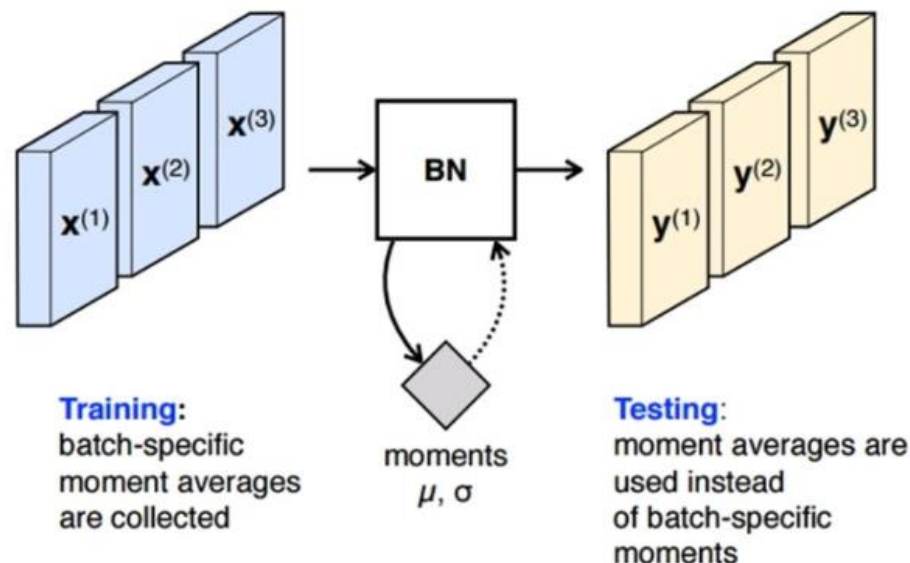 x(1)
x(2)
x(3)
BN
y(1)
y(2)
y(3)
Training:
batch-specific
moment averages
are collected
moments
μ, σ
Testing:
moment averages are
used instead
of batch-specific
moments